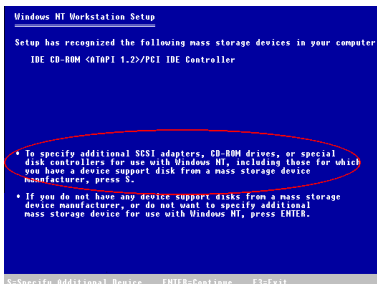 Windows NT Workstation Setup
Setup has recognized the following mass storage devices in your computer
IDE CD-ROM <ATAPI 1.2>/PCI IDE Controller
• To specify additional SCSI adapters, CD-ROM drives, or special
disk controllers for use with Windows NT, including those for which
you have a device support disk from a mass storage device
manufacturer, press S.
• If you do not have any device support disks from a mass storage
device manufacturer, or do not want to specify additional
mass storage device for use with Windows NT, press ENTER.
S=Specify Additional Device ENTER=Continue F3=Exit